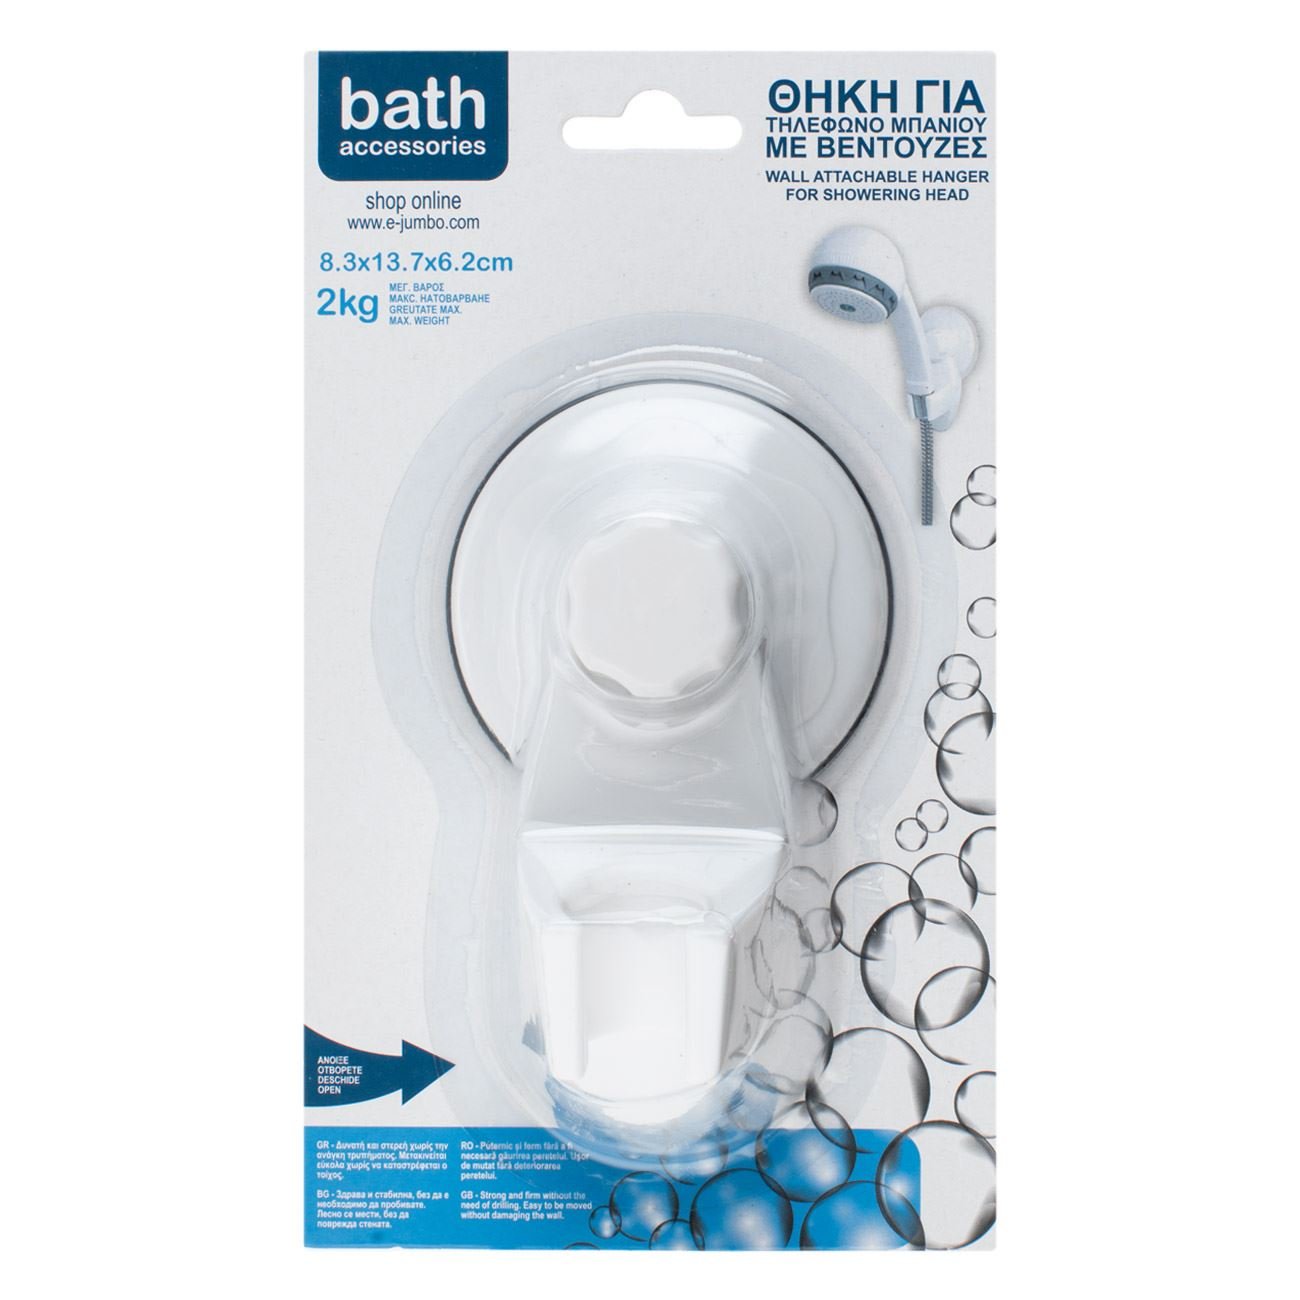 bath
accessories
shop online
www.e-jumbo.com
8.3x13.7x6.2cm
2kg
ΜΕΓ. ΒΑΡΟΣ
МАКС. НАТОВАРВАНЕ
GREUTATE MAX.
MAX. WEIGHT
ΘΗΚΗ ΓΙΑ
ΤΗΛΕΦΩΝΟ ΜΠΑΝΙΟΥ
ΜΕ ΒΕΝΤΟΥΖΕΣ
WALL ATTACHABLE HANGER
FOR SHOWERING HEAD
ΑΝΟΙΞΕ
ОТВОРЕТЕ
DESCHIDE
OPEN
GR - Δυνατή και στερεή χωρίς την
ανάγκη τρυπήματος. Μετακινείται
εύκολα χωρίς να καταστρέφεται ο
τοίχος.
BG - Здрава и стабилна, без да е
необходимо да пробивате.
Лесно се мести, без да
поврежда стената.
RO - Puternic și ferm fără a fi
necesară găurirea peretelui. Ușor
de mutat fără deteriorarea
peretelui.
GB - Strong and firm without the
need of drilling. Easy to be moved
without damaging the wall.